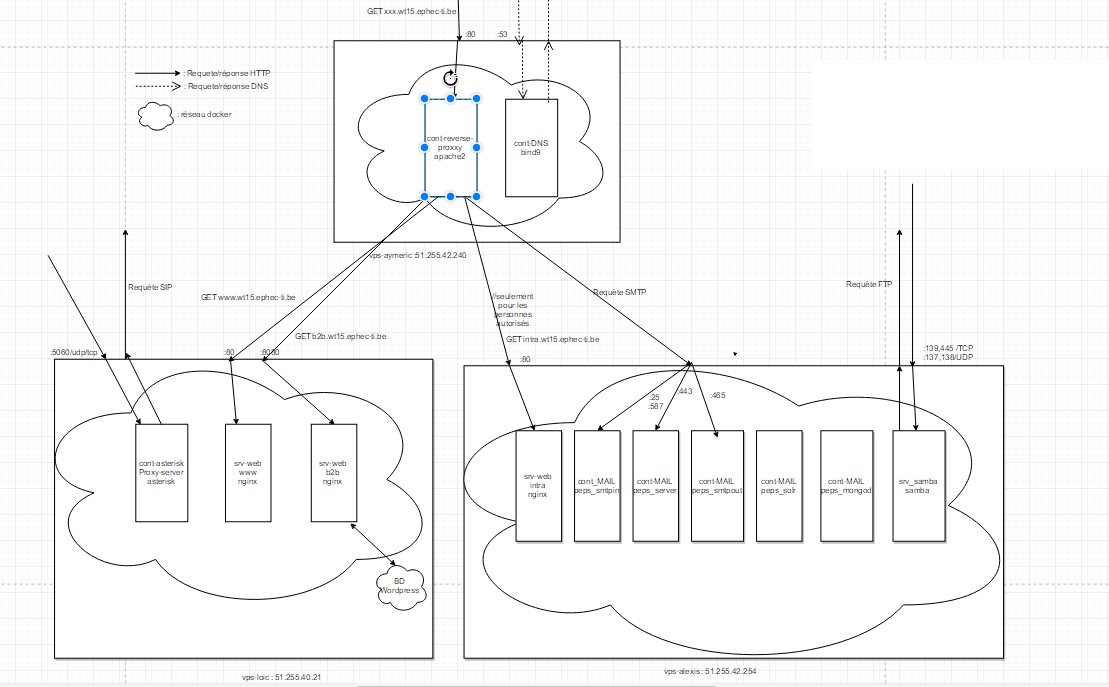 GET xxx.wt15.ephec-ti.be
:80
:53
: Requete/réponse HTTP
: Requete/réponse DNS
: réseau docker
cont-reverse-
proxxy
apache2
cont-DNS
bind9
vps-aymeric :51.255.42.240
Requète SIP
GET www.wt15.ephec-ti.be
//seulement
pour les
personnes
autorisés
Requète SMTP
Requète FTP
GET b2b.wt15.ephec-ti.be
GET intra.wt15.ephec-ti.be
:5060/udp/tcp
:80
:8080
:80
:139,445 /TCP
:137,138/UDP
:25
:587
:443
:465
cont-asterisk
Proxy-server
asterisk
srv-web
www
nginx
srv-web
b2b
nginx
srv-web
intra
nginx
cont_MAIL
peps_smtpin
cont-MAIL
peps_server
cont-MAIL
peps_smtpout
cont-MAIL
peps_solr
cont-MAIL
peps_mongod
srv_samba
samba
BD
Wordpress
vps-loic : 51.255.40.21
vps-alexis : 51.255.42.254